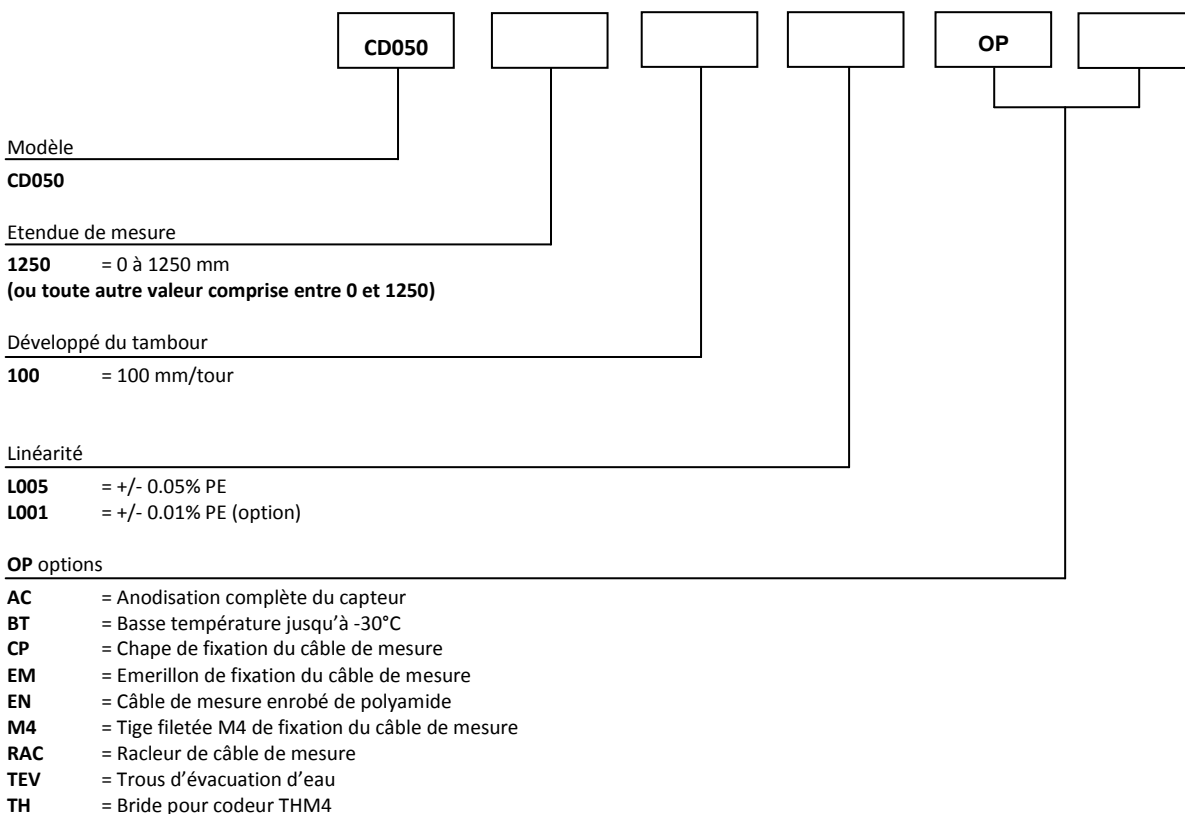 CD050 OP
Modèle
CD050
Etendue de mesure
1250 = 0 à 1250 mm
(ou toute autre valeur comprise entre 0 et 1250)
Développé du tambour
100 = 100 mm/tour
Linéarité
L005 = +/- 0.05% PE
L001 = +/- 0.01% PE (option)
OP options
AC = Anodisation complète du capteur
BT = Basse température jusqu’à -30°C
CP = Chape de fixation du câble de mesure
EM = Emerillon de fixation du câble de mesure
EN = Câble de mesure enrobé de polyamide
M4 = Tige filetée M4 de fixation du câble de mesure
RAC = Racleur de câble de mesure
TEV = Trous d’évacuation d’eau
TH = Bride pour codeur THM4